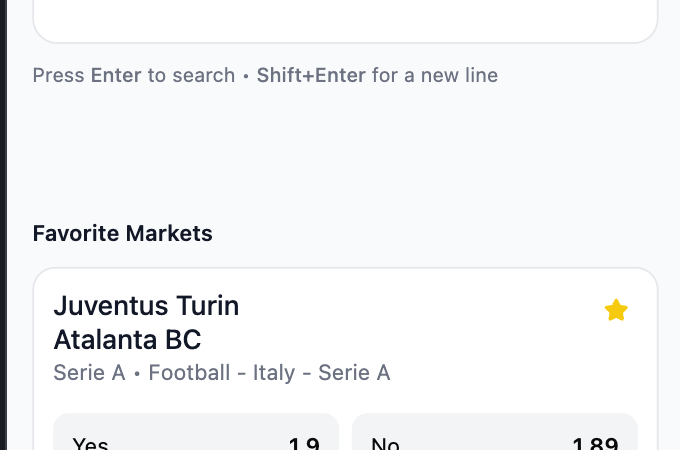 Press Enter to search • Shift+Enter for a new line
Favorite Markets
Juventus Turin
Atalanta BC
Serie A • Football - Italy - Serie A
Yes 1.9 No 1.89